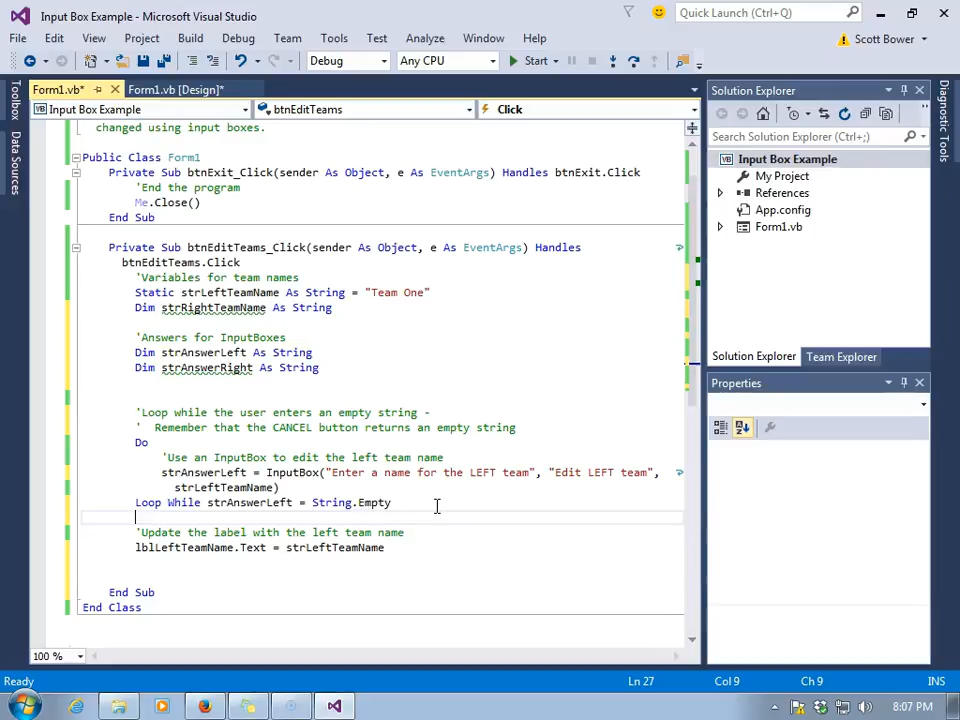 Input Box Example - Microsoft Visual Studio
Quick Launch (Ctrl+Q)
File Edit View Project Build Debug Team Tools Test Analyze Window Help
Scott Bower
Debug Any CPU Start
Form1.vb* Form1.vb [Design]*
Input Box Example btnEditTeams Click
Toolbox
Data Sources
changed using input boxes.
Public Class Form1
Private Sub btnExit_Click(sender As Object, e As EventArgs) Handles btnExit.Click
'End the program
Me.Close()
End Sub
Private Sub btnEditTeams_Click(sender As Object, e As EventArgs) Handles
btnEditTeams.Click
'Variables for team names
Static strLeftTeamName As String = "Team One"
Dim strRightTeamName As String
'Answers for InputBoxes
Dim strAnswerLeft As String
Dim strAnswerRight As String
'Loop while the user enters an empty string -
' Remember that the CANCEL button returns an empty string
Do
'Use an InputBox to edit the left team name
strAnswerLeft = InputBox("Enter a name for the LEFT team", "Edit LEFT team",
strLeftTeamName)
Loop While strAnswerLeft = String.Empty
'Update the label with the left team name
lblLeftTeamName.Text = strLeftTeamName
End Sub
End Class
100 %
Solution Explorer
Search Solution Explorer (Ctrl+;)
VB Input Box Example
My Project
References
App.config
Form1.vb
Solution Explorer Team Explorer
Properties
Diagnostic Tools
Ready Ln 27 Col 9 Ch 9 INS
8:07 PM